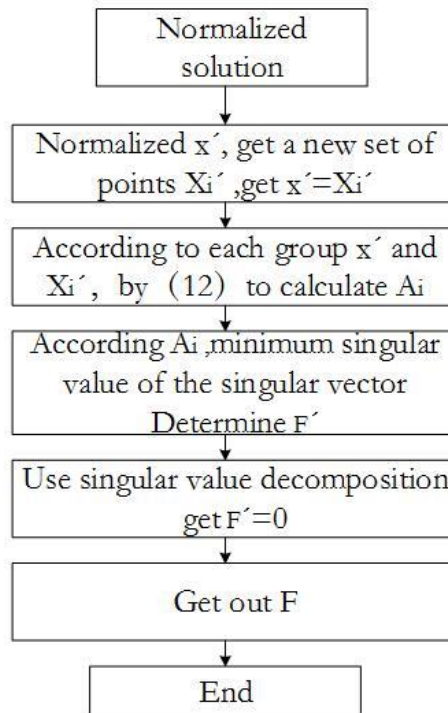 Normalized
solution
Normalized x´, get a new set of
points Xi´ ,get x´=Xi´
According to each group x´ and
Xi´, by (12) to calculate Ai
According Ai ,minimum singular
value of the singular vector
Determine F´
Use singular value decomposition
get F´=0
Get out F
End